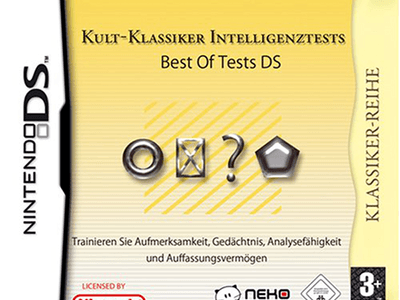 NINTENDO DS
™
KULT-KLASSIKER INTELLIGENZTESTS
Best Of Tests DS
KLASSIKER-REIHE
?
Trainieren Sie Aufmerksamkeit, Gedächtnis, Analysefähigkeit
und Auffassungsvermögen
LICENSED BY
NEKO
3+